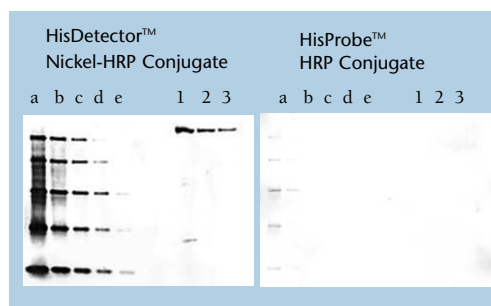 HisDetector™
Nickel-HRP Conjugate
a b c d e 1 2 3
HisProbe™
HRP Conjugate
a b c d e 1 2 3